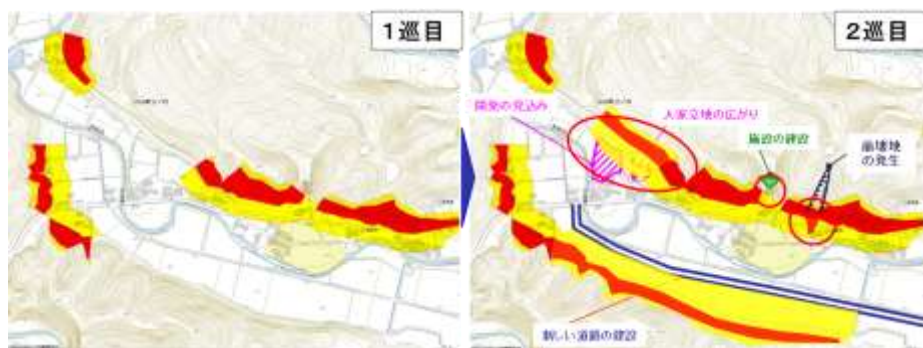 1巡目
2巡目
開発の見込み
人家立地の広がり
施設の建設
崩壊地
の発生
新しい道路の建設